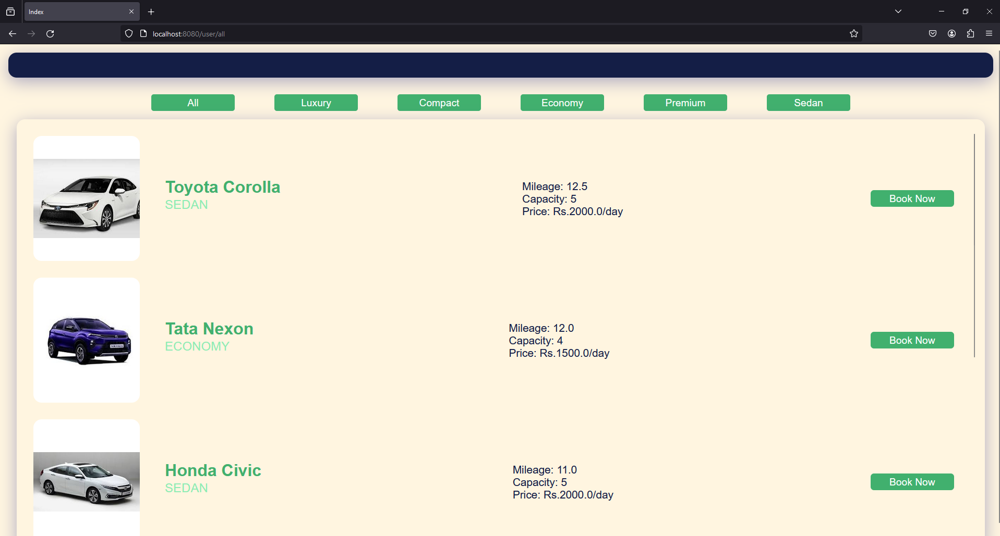 Index
localhost:8080/user/all
All
Luxury
Compact
Economy
Premium
Sedan
Toyota Corolla
SEDAN
Mileage: 12.5
Capacity: 5
Price: Rs.2000.0/day
Book Now
Tata Nexon
ECONOMY
NEXON
Mileage: 12.0
Capacity: 4
Price: Rs.1500.0/day
Book Now
Honda Civic
SEDAN
Mileage: 11.0
Capacity: 5
Price: Rs.2000.0/day
Book Now